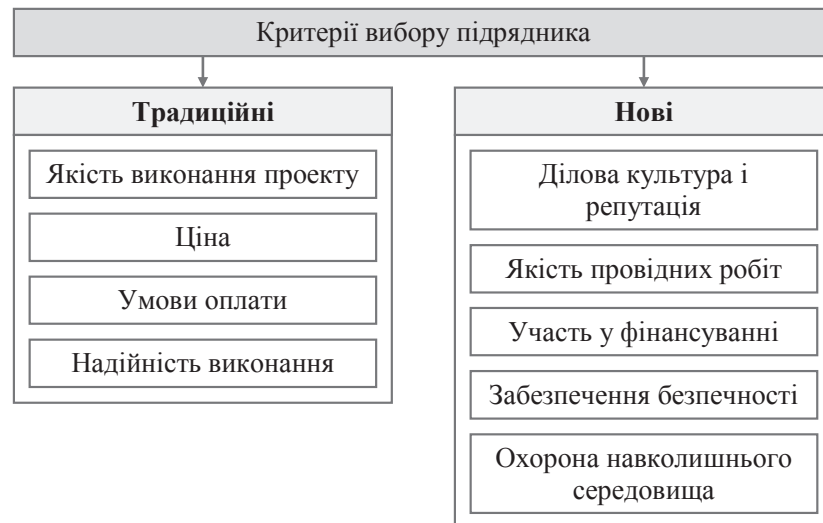 Критерії вибору підрядника
Традиційні
Якість виконання проекту
Ціна
Умови оплати
Надійність виконання
Нові
Ділова культура і
репутація
Якість провідних робіт
Участь у фінансуванні
Забезпечення безпечності
Охорона навколишнього
середовища